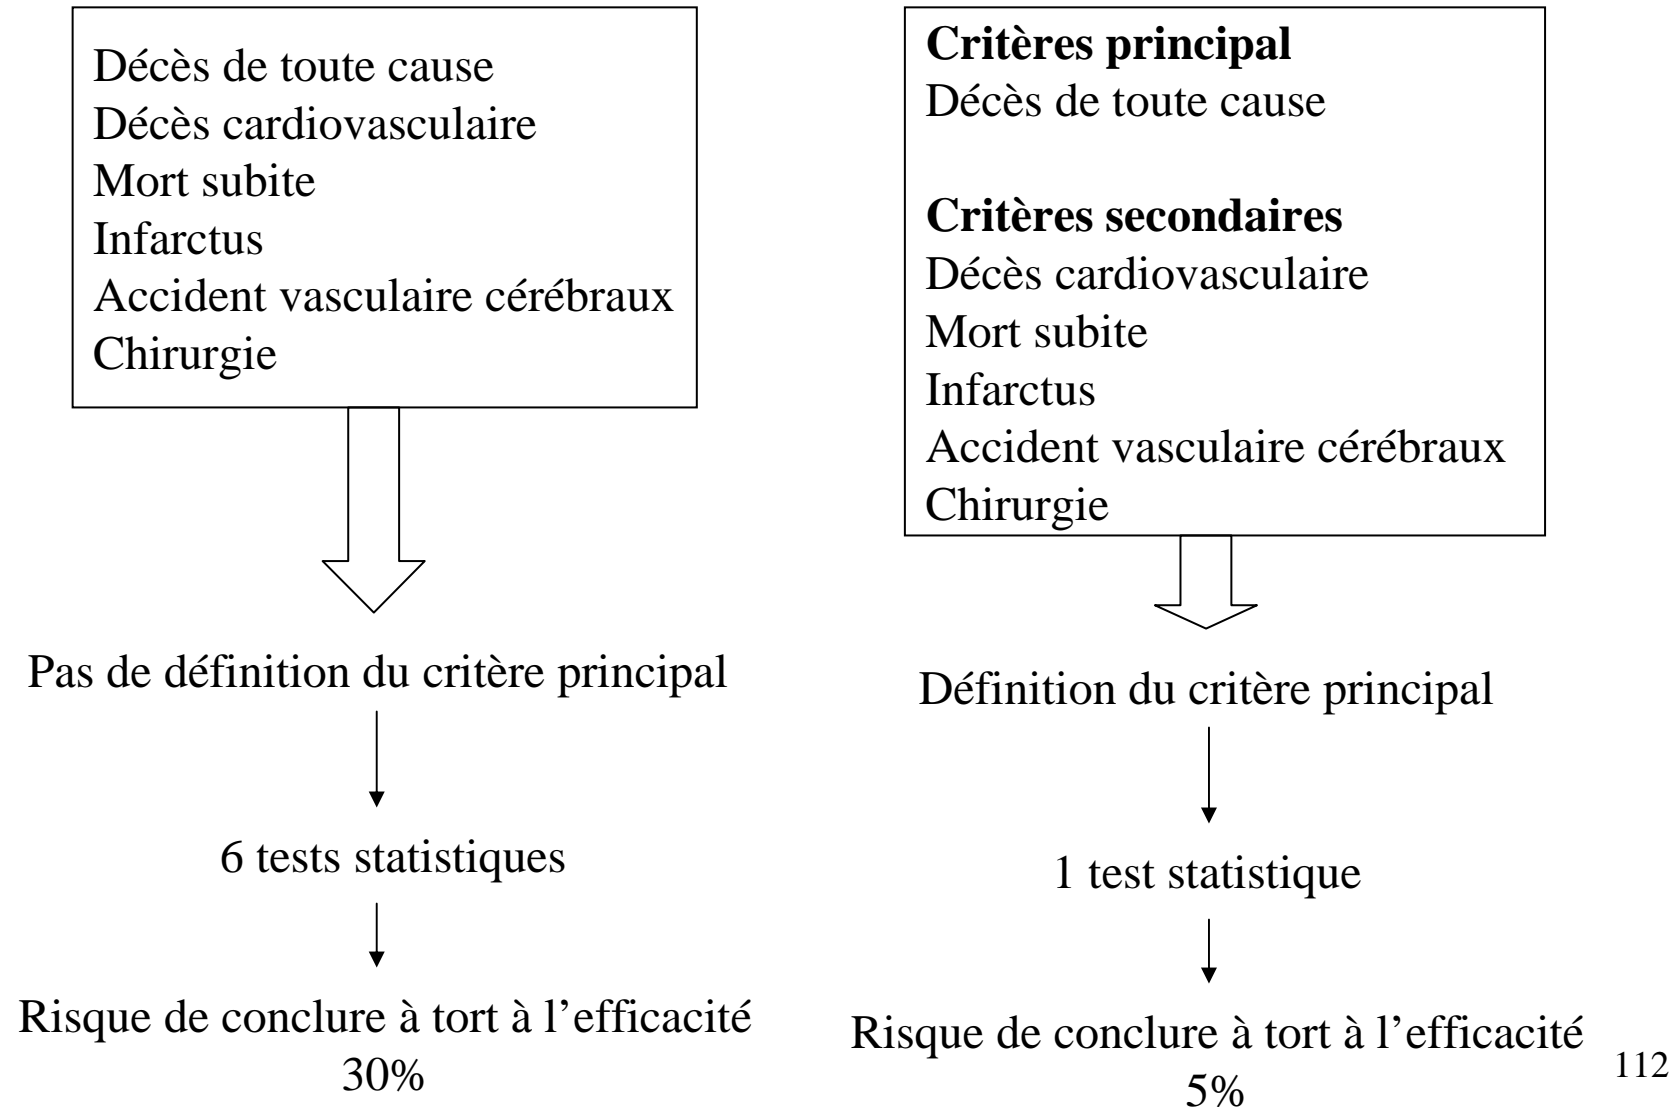 Décès de toute cause
Décès cardiovasculaire
Mort subite
Infarctus
Accident vasculaire cérébraux
Chirurgie
Pas de définition du critère principal
6 tests statistiques
Risque de conclure à tort à l’efficacité
30%
Critères principal
Décès de toute cause
Critères secondaires
Décès cardiovasculaire
Mort subite
Infarctus
Accident vasculaire cérébraux
Chirurgie
Définition du critère principal
1 test statistique
Risque de conclure à tort à l’efficacité
5%
112